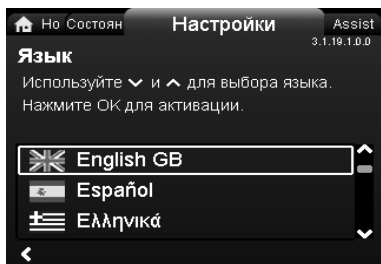 Но Состоян Настройки Assist
3.1.19.1.0.0
Язык
Используйте и для выбора языка.
Нажмите OK для активации.
English GB
Español
Ελληνικά